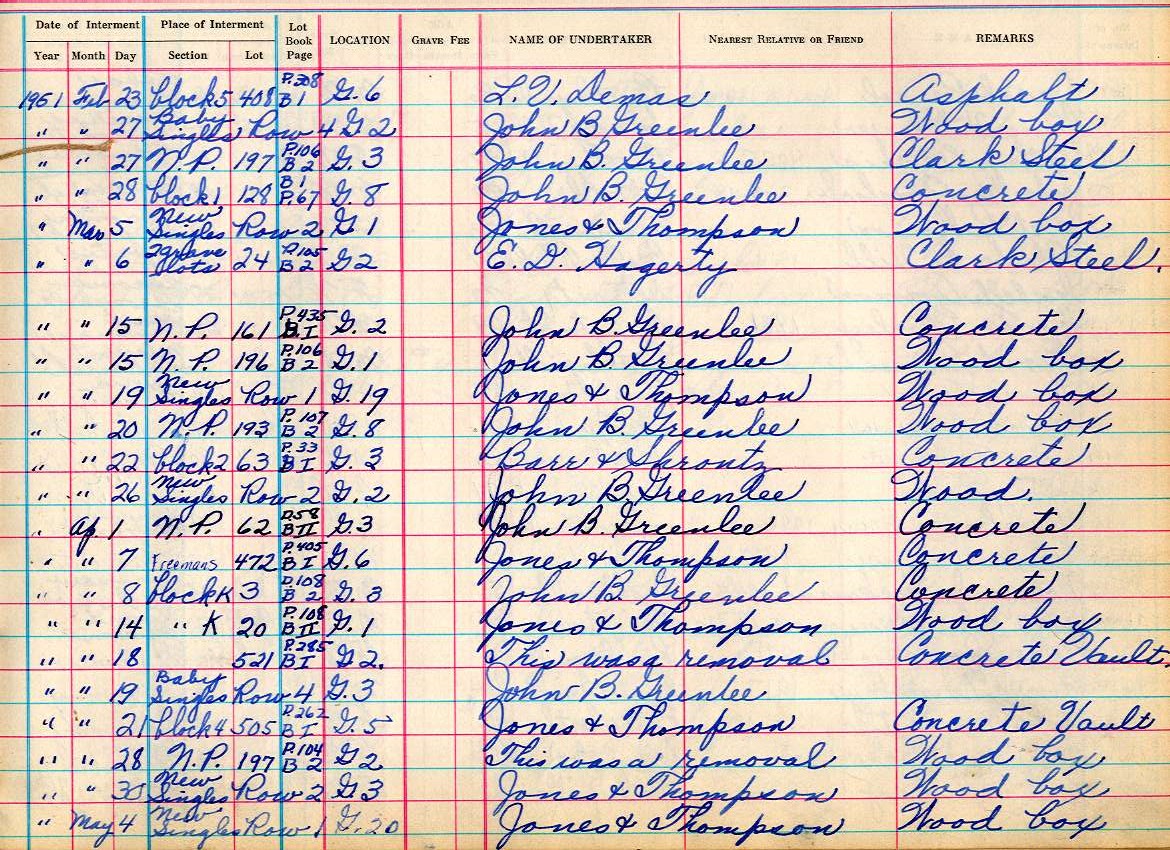 Date of Interment Place of Interment Lot Book Page LOCATION GRAVE FEE NAME OF UNDERTAKER NEAREST RELATIVE OR FRIEND REMARKS
Year Month Day Section Lot
1951 Feb 23 block 5 408 P.308 B 1 G. 6 L. V. Demas Asphalt
" " 27 Baby Singles Row 4 G. 2 John B. Greenlee Wood box
" " 27 N. P. 197 P.106 B 2 G. 3 John B. Greenlee Clark Steel
" " 28 block 1 128 B 1 P.67 G. 8 John B. Greenlee Concrete
" Mar 5 New Singles Row 2 G 1 Jones & Thompson Wood box
" " 6 2 grave plots 24 P.105 B 2 G 2 E. D. Hagerty Clark Steel.
" " 15 N. P. 161 P.435 B I G. 2 John B. Greenlee Concrete
" " 15 N. P. 196 P.106 B 2 G. 1 John B. Greenlee Wood box
" " 19 New Singles Row 1 G. 19 Jones & Thompson Wood box
" " 20 N. P 193 P.107 B 2 G. 8 John B. Greenlee Wood box
" " 22 block 2 63 P.33 B I G. 3 Barr & Shrontz Concrete
" " 26 New Singles Row 2 G. 2 John B. Greenlee Wood.
" Ap. 1 N. P. 62 P.58 B II G. 3 John B. Greenlee Concrete
" " 7 Freemans 472 P.405 B I G. 6 Jones & Thompson Concrete
" " 8 block K 3 P.108 B 2 G. 3 John B. Greenlee Concrete
" " 14 " K 20 P.108 B II G. 1 Jones & Thompson Wood box
" " 18 521 P.285 B I G 2. This was a removal Concrete Vault.
" " 19 Baby Singles Row 4 G. 3 John B. Greenlee
" " 21 block 4 505 P.262 B I G. 5 Jones & Thompson Concrete Vault
" " 28 N. P. 197 P.104 B 2 G 2 This was a removal Wood box
" " 30 New Singles Row 2 G 3 Jones & Thompson Wood box
" May 4 New Singles Row 1 G. 20 Jones & Thompson Wood box